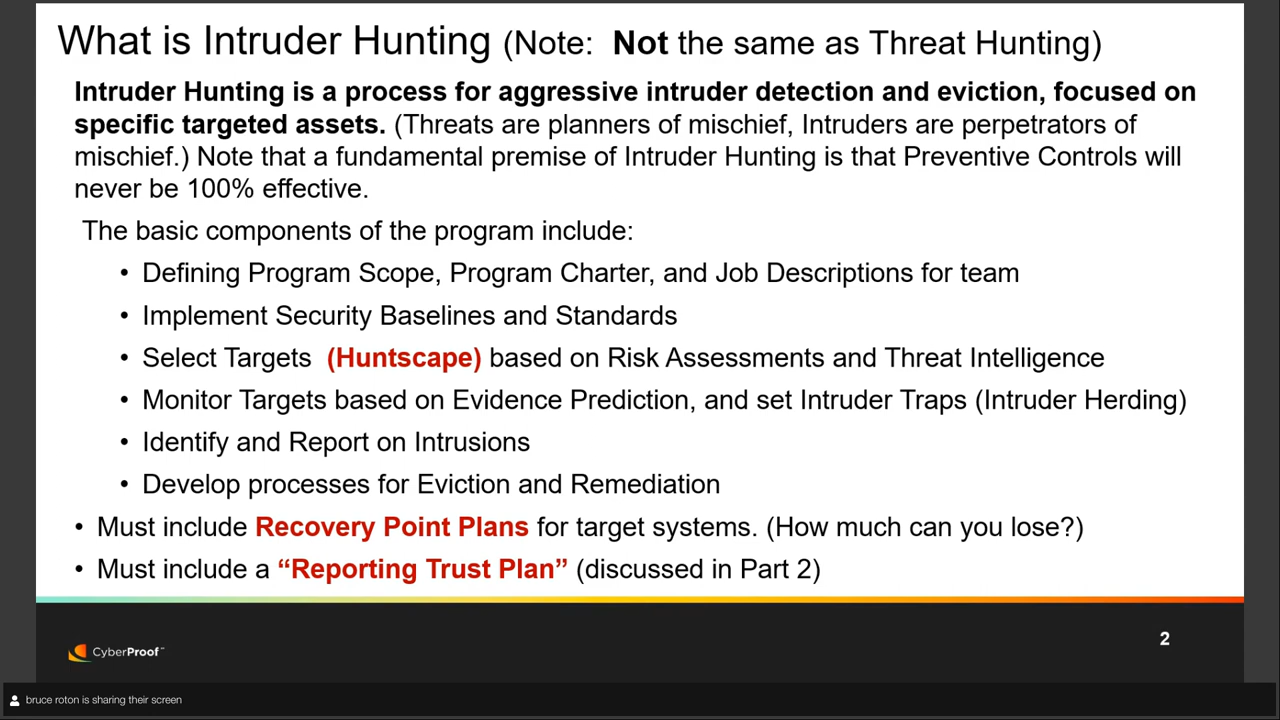 What is Intruder Hunting (Note: Not the same as Threat Hunting)
Intruder Hunting is a process for aggressive intruder detection and eviction, focused on
specific targeted assets. (Threats are planners of mischief, Intruders are perpetrators of
mischief.) Note that a fundamental premise of Intruder Hunting is that Preventive Controls will
never be 100% effective.
The basic components of the program include:
• Defining Program Scope, Program Charter, and Job Descriptions for team
• Implement Security Baselines and Standards
• Select Targets (Huntscape) based on Risk Assessments and Threat Intelligence
• Monitor Targets based on Evidence Prediction, and set Intruder Traps (Intruder Herding)
• Identify and Report on Intrusions
• Develop processes for Eviction and Remediation
• Must include Recovery Point Plans for target systems. (How much can you lose?)
• Must include a “Reporting Trust Plan” (discussed in Part 2)
CyberProof™
2
bruce roton is sharing their screen